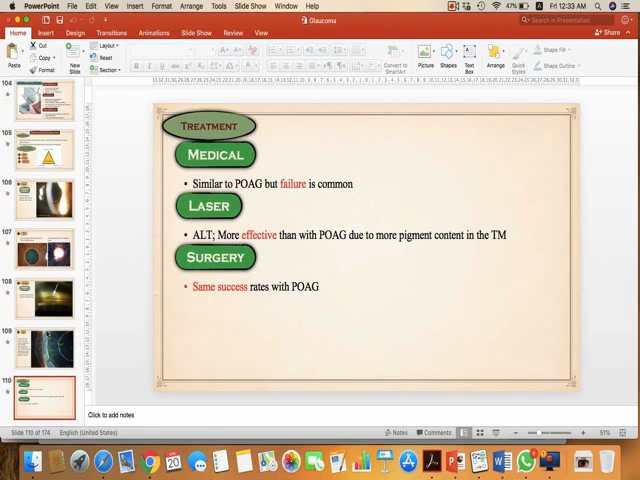 PowerPoint File Edit View Insert Format Arrange Tools Slide Show Window Help 47% Fri 12:33 AM
Glaucoma
Search in Presentation
Home Insert Design Transitions Animations Slide Show Review View Share
Paste
Cut
Copy
Format
New Slide
Layout
Reset
Section
Convert to SmartArt
Picture
Shapes
Text Box
Arrange
Quick Styles
Shape Fill
Shape Outline
104
105
106
107
108
109
110
TREATMENT
MEDICAL
• Similar to POAG but failure is common
LASER
• ALT; More effective than with POAG due to more pigment content in the TM
SURGERY
• Same success rates with POAG
Click to add notes
Slide 110 of 174 English (United States) Notes Comments 51%